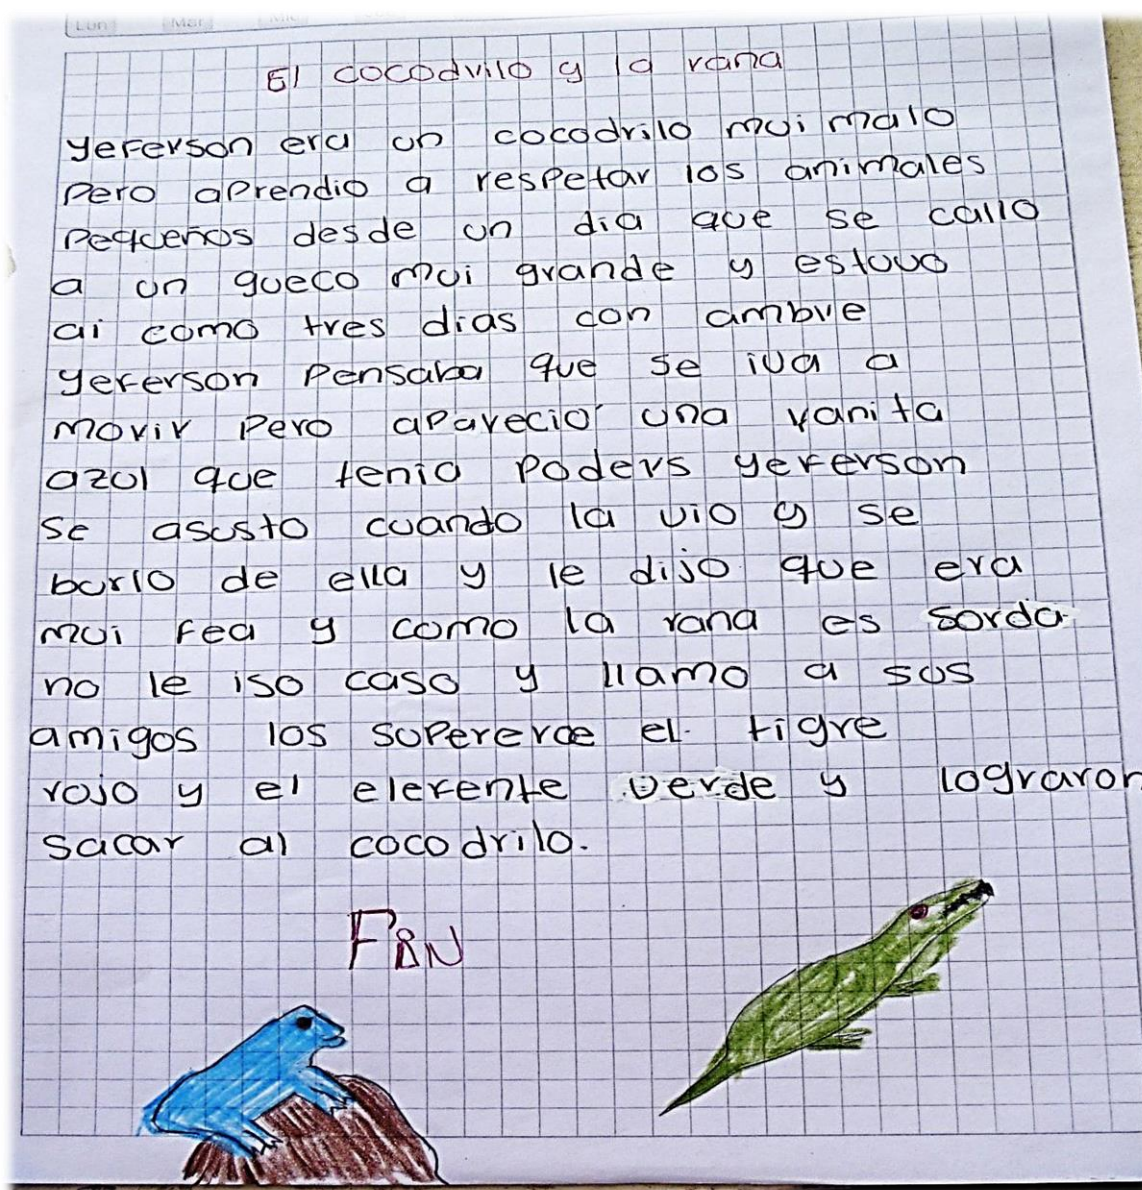 Lun Mar
El cocodrilo y la rana
yeferson era un cocodrilo mui malo
Pero aprendio a respetar los animales
Pequeños desde un dia que se callo
a un gueco mui grande y estuvo
ai como tres dias con ambre
yeferson Pensaba que se iva a
morir Pero aparecio una ranita
azul que tenia Poders yeferson
se asusto cuando la vio y se
burlo de ella y le dijo que era
mui fea y como la rana es sorda
no le iso caso y llamo a sus
amigos los supereroe el tigre
rojo y el elefente verde y lograron
sacar al cocodrilo.
FIN